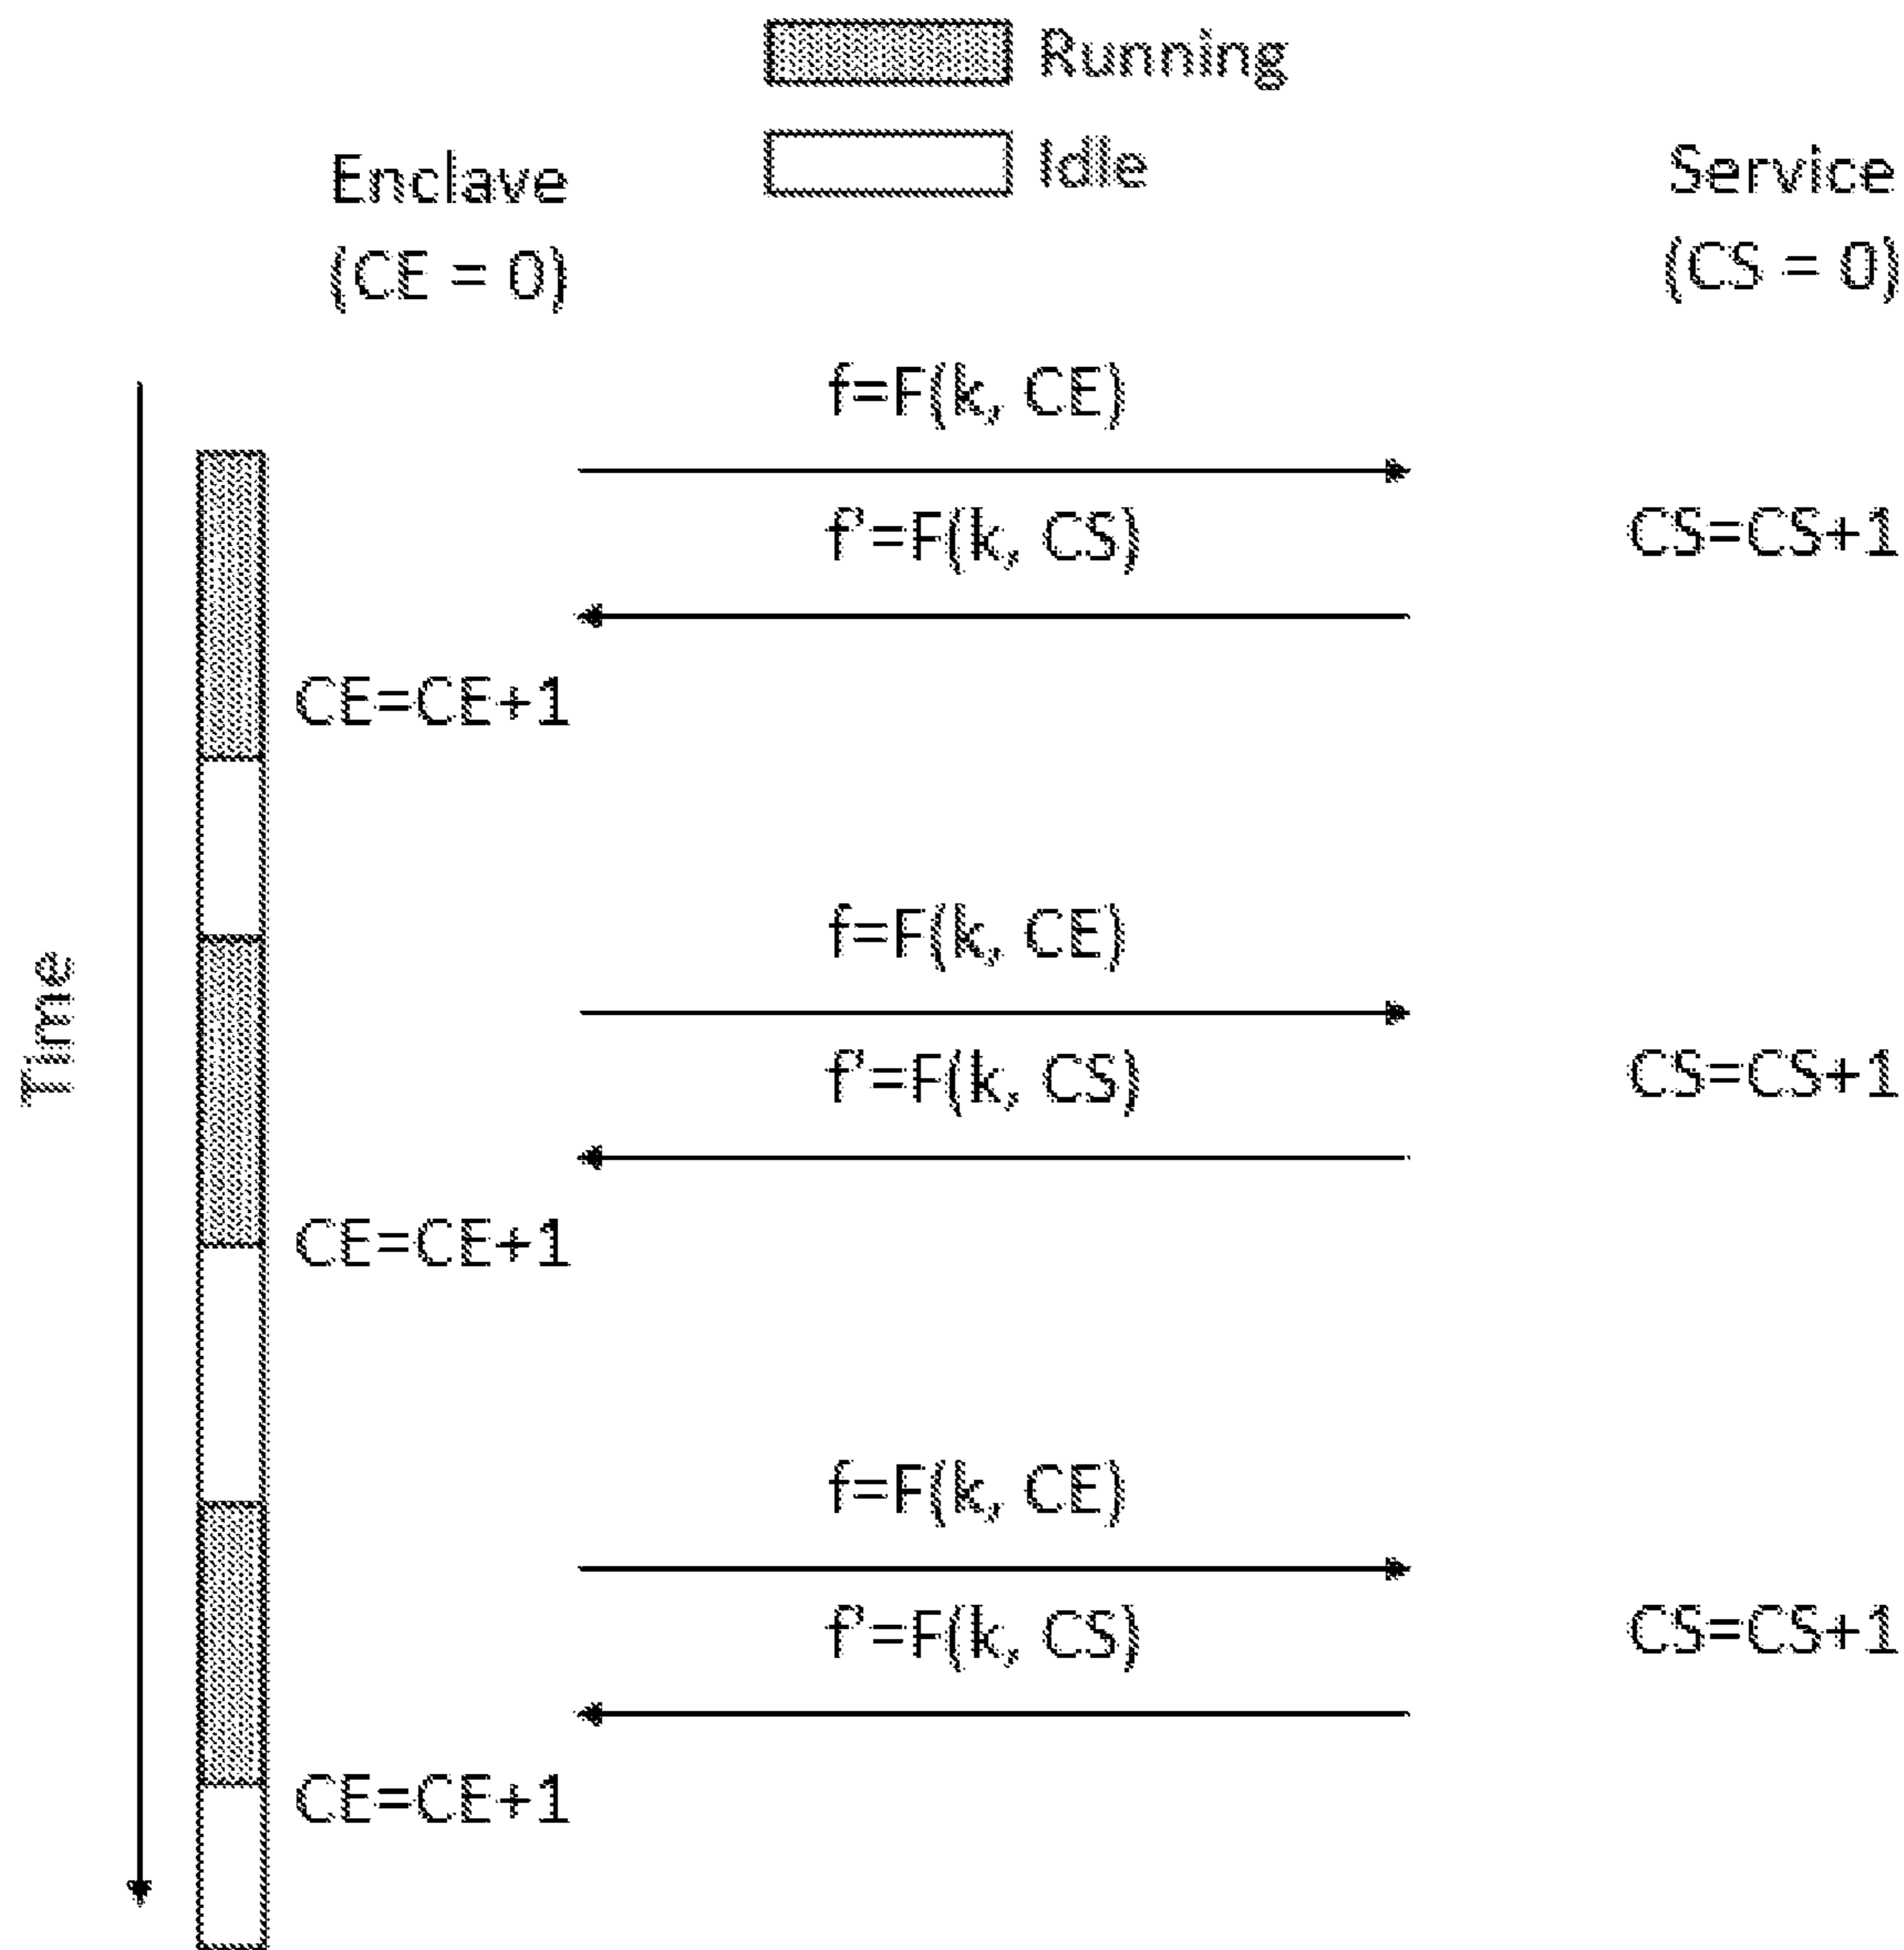 Running
Idle
Enclave
(CE = 0)
Service
(CS = 0)
f=F(k, CE)
f'=F(k, CS)
CS=CS+1
CE=CE+1
f=F(k, CE)
f'=F(k, CS)
CS=CS+1
CE=CE+1
f=F(k, CE)
f'=F(k, CS)
CS=CS+1
CE=CE+1
Time